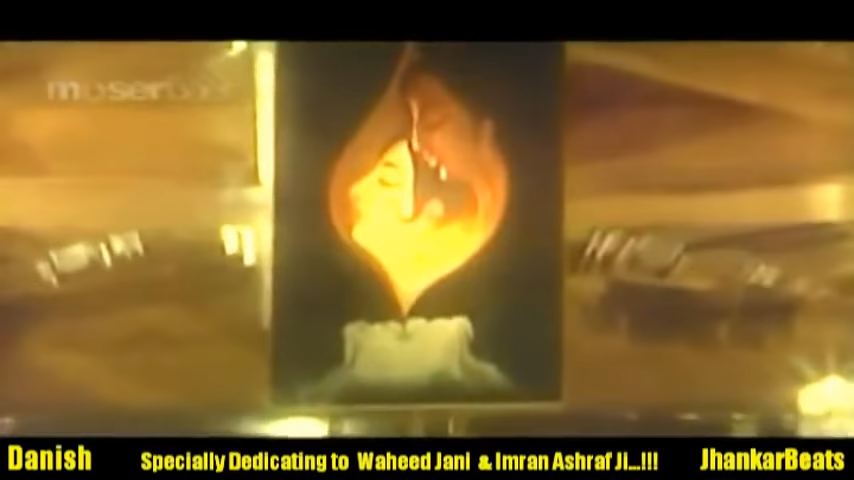 moserbaer
Danish Specially Dedicating to Waheed Jani & Imran Ashraf Ji...!!! JhankarBeats